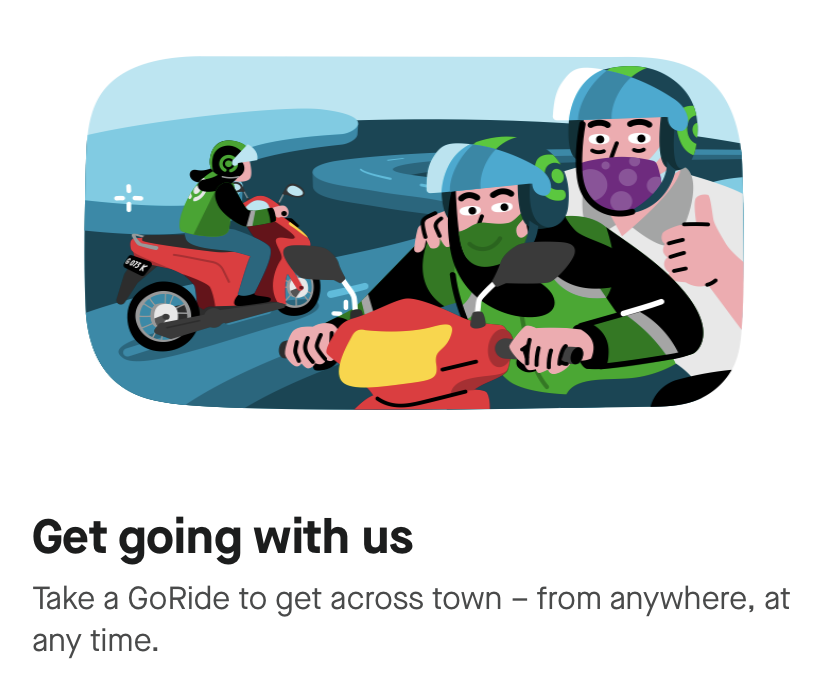 G 073 K
Get going with us
Take a GoRide to get across town – from anywhere, at
any time.